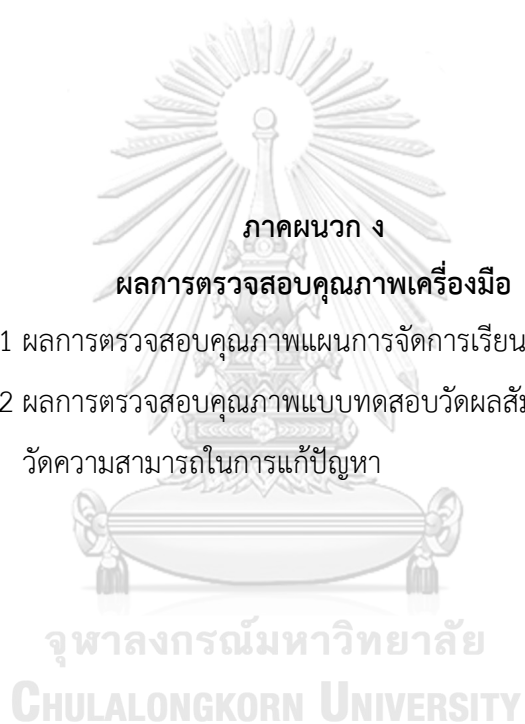 ภาคผนวก ง
ผลการตรวจสอบคุณภาพเครื่องมือ
1 ผลการตรวจสอบคุณภาพแผนการจัดการเรียน
2 ผลการตรวจสอบคุณภาพแบบทดสอบวัดผลสัม
วัดความสามารถในการแก้ปัญหา
จุฬาลงกรณ์มหาวิทยาลัย
CHULALONGKORN UNIVERSITY